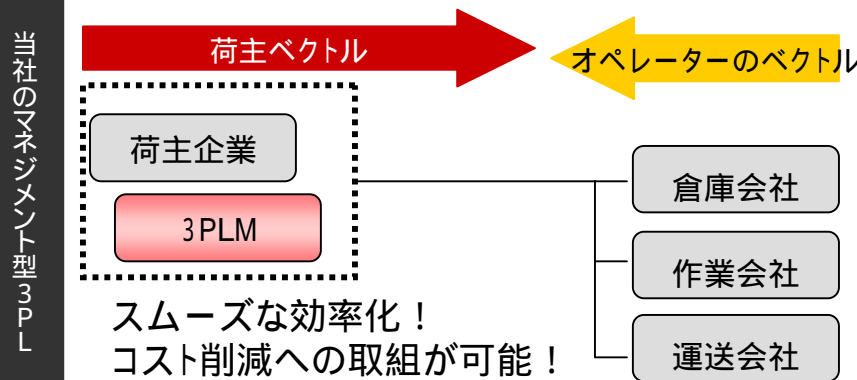 当社のマネジメント型3PL
荷主ベクトル
オペレーターのベクトル
荷主企業
3PLM
倉庫会社
作業会社
運送会社
スムーズな効率化！
コスト削減への取組が可能！